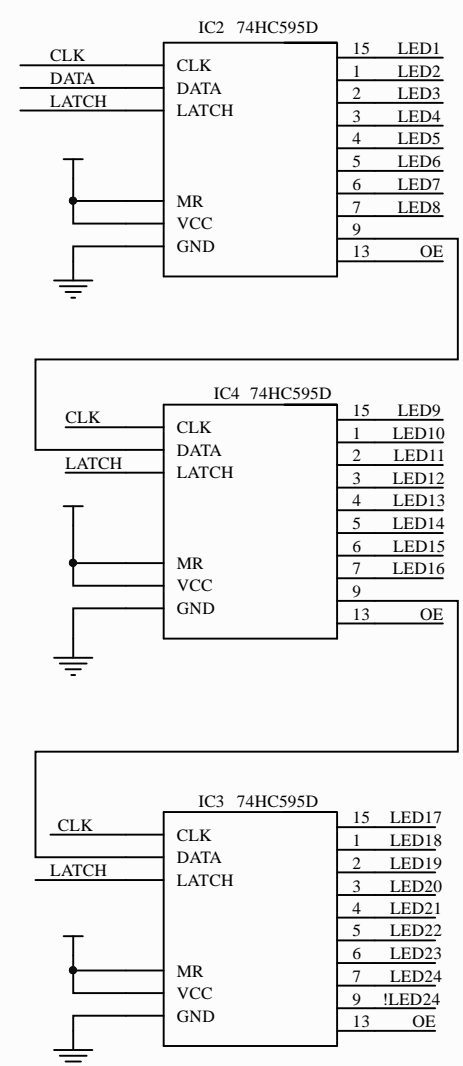 IC2 74HC595D
CLK CLK 15 LED1
DATA DATA 1 LED2
LATCH LATCH 2 LED3
3 LED4
4 LED5
5 LED6
MR 6 LED7
VCC 7 LED8
9
GND 13 OE
IC4 74HC595D
CLK CLK 15 LED9
DATA 1 LED10
LATCH LATCH 2 LED11
3 LED12
4 LED13
5 LED14
6 LED15
MR 7 LED16
VCC 9
GND 13 OE
IC3 74HC595D
CLK CLK 15 LED17
DATA 1 LED18
LATCH LATCH 2 LED19
3 LED20
4 LED21
5 LED22
6 LED23
MR 7 LED24
VCC 9 !LED24
GND 13 OE